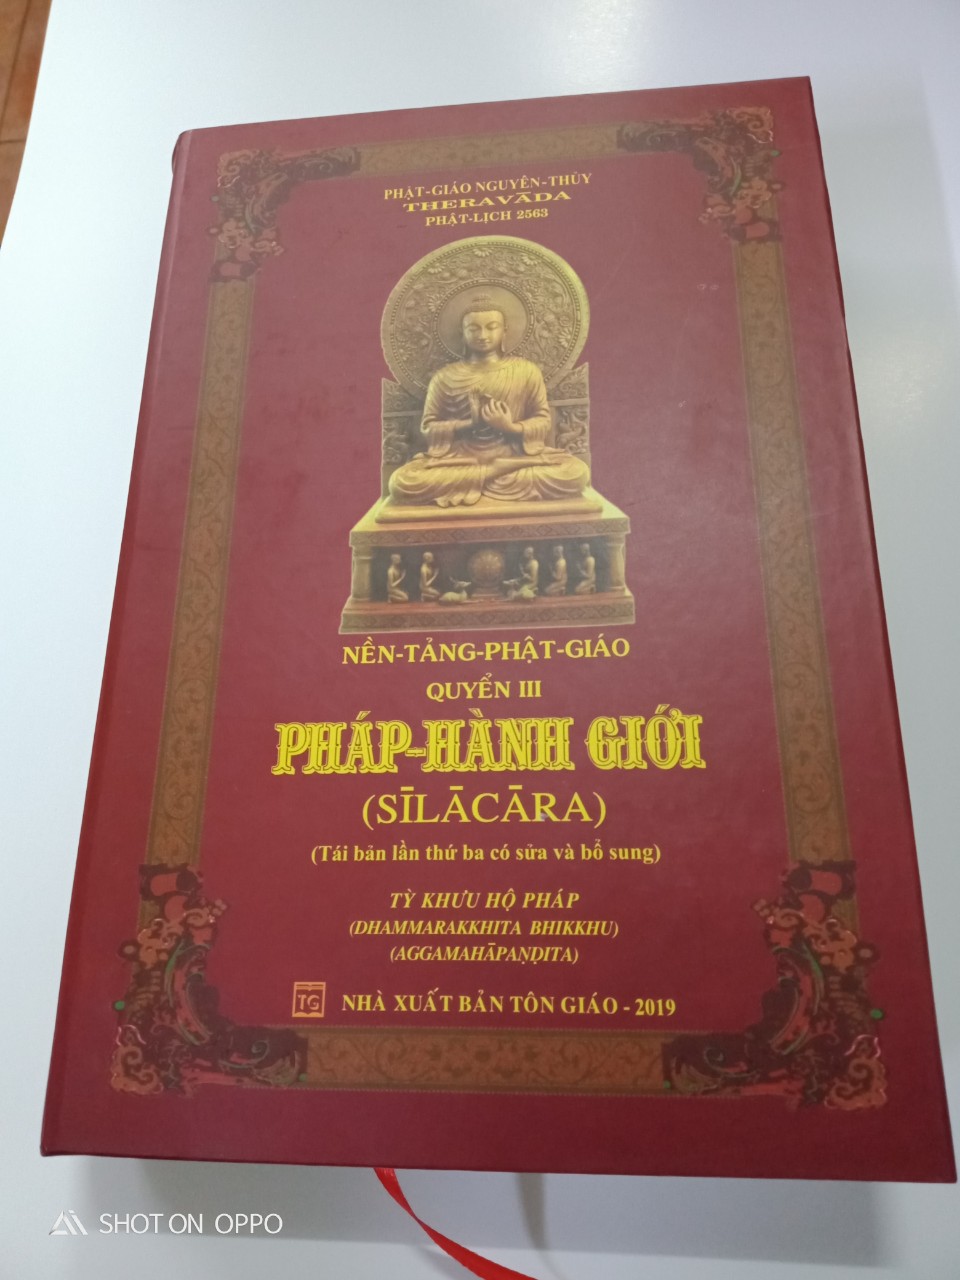 PHẬT-GIÁO NGUYÊN-THỦY
THERAVĀDA
PHẬT-LỊCH 2563
NỀN-TẢNG-PHẬT-GIÁO
QUYỂN III
PHÁP-HÀNH GIỚI
(SĪLĀCĀRA)
(Tái bản lần thứ ba có sửa và bổ sung)
TỲ KHƯU HỘ PHÁP
(DHAMMARAKKHITA BHIKKHU)
(AGGAMAHĀPAṆḌITA)
TG NHÀ XUẤT BẢN TÔN GIÁO - 2019
SHOT ON OPPO